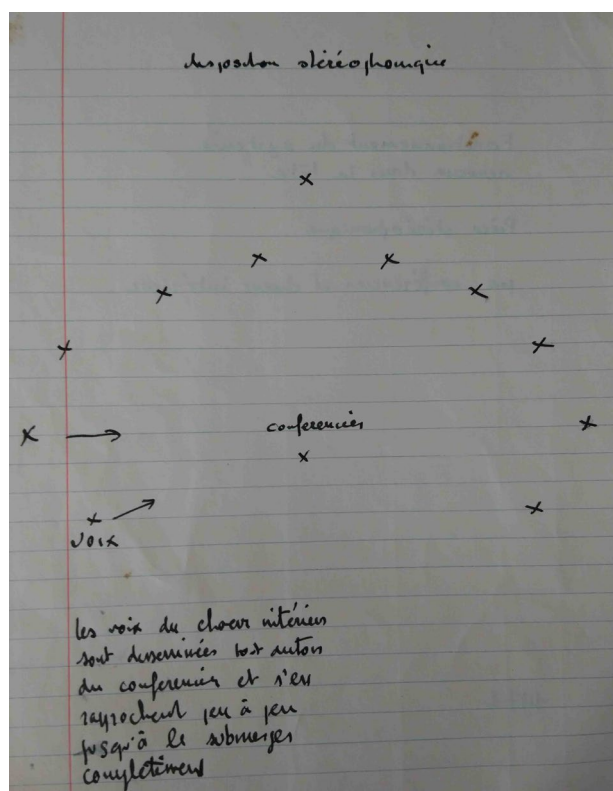 disposition stéréophonique
conferencier
voix
les voix du choeur intérieur
sont disseminées tout autour
du conferencier et s'en
rapprochent peu à peu
jusqu'à le submerger
complètement